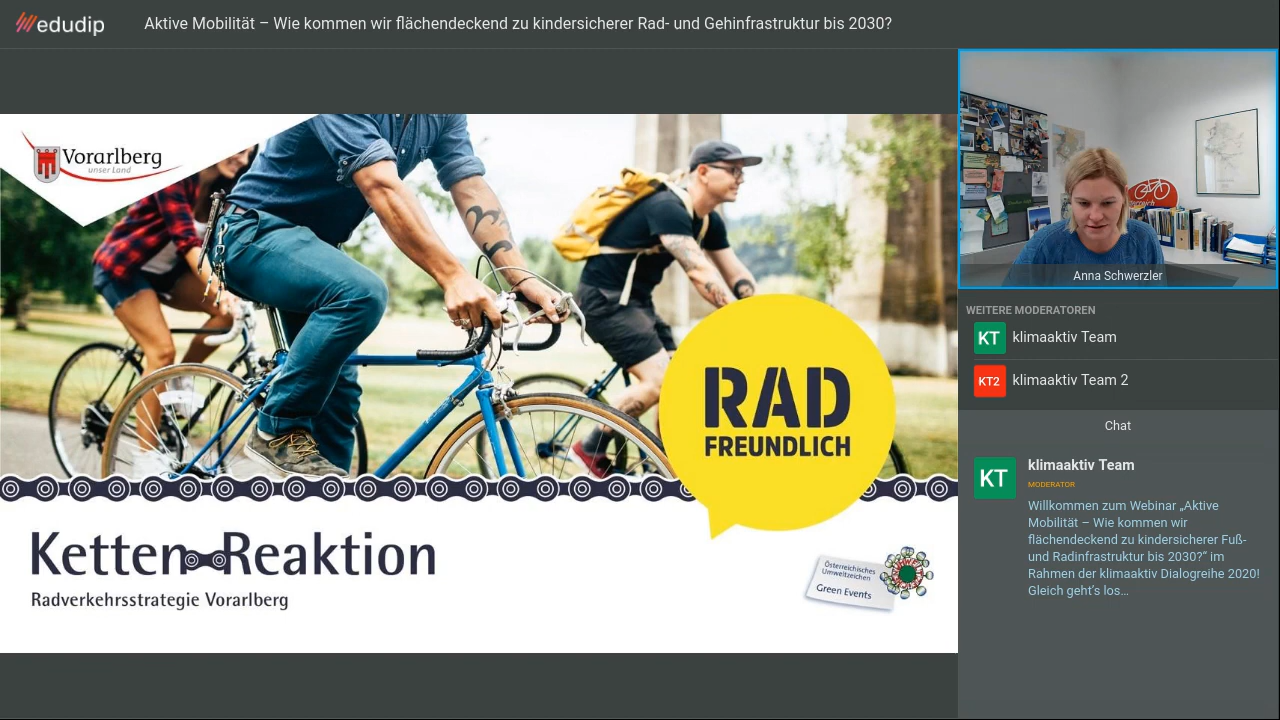 edudip
Aktive Mobilität – Wie kommen wir flächendeckend zu kindersicherer Rad- und Gehinfrastruktur bis 2030?
Vorarlberg
unser Land
RAD
FREUNDLICH
Ketten-Reaktion
Radverkehrsstrategie Vorarlberg
Österreichisches
Umweltzeichen
Green Events
Anna Schwerzler
WEITERE MODERATOREN
KT klimaaktiv Team
KT2 klimaaktiv Team 2
Chat
KT
klimaaktiv Team
MODERATOR
Willkommen zum Webinar „Aktive
Mobilität – Wie kommen wir
flächendeckend zu kindersicherer Fuß-
und Radinfrastruktur bis 2030?“ im
Rahmen der klimaaktiv Dialogreihe 2020!
Gleich geht's los…